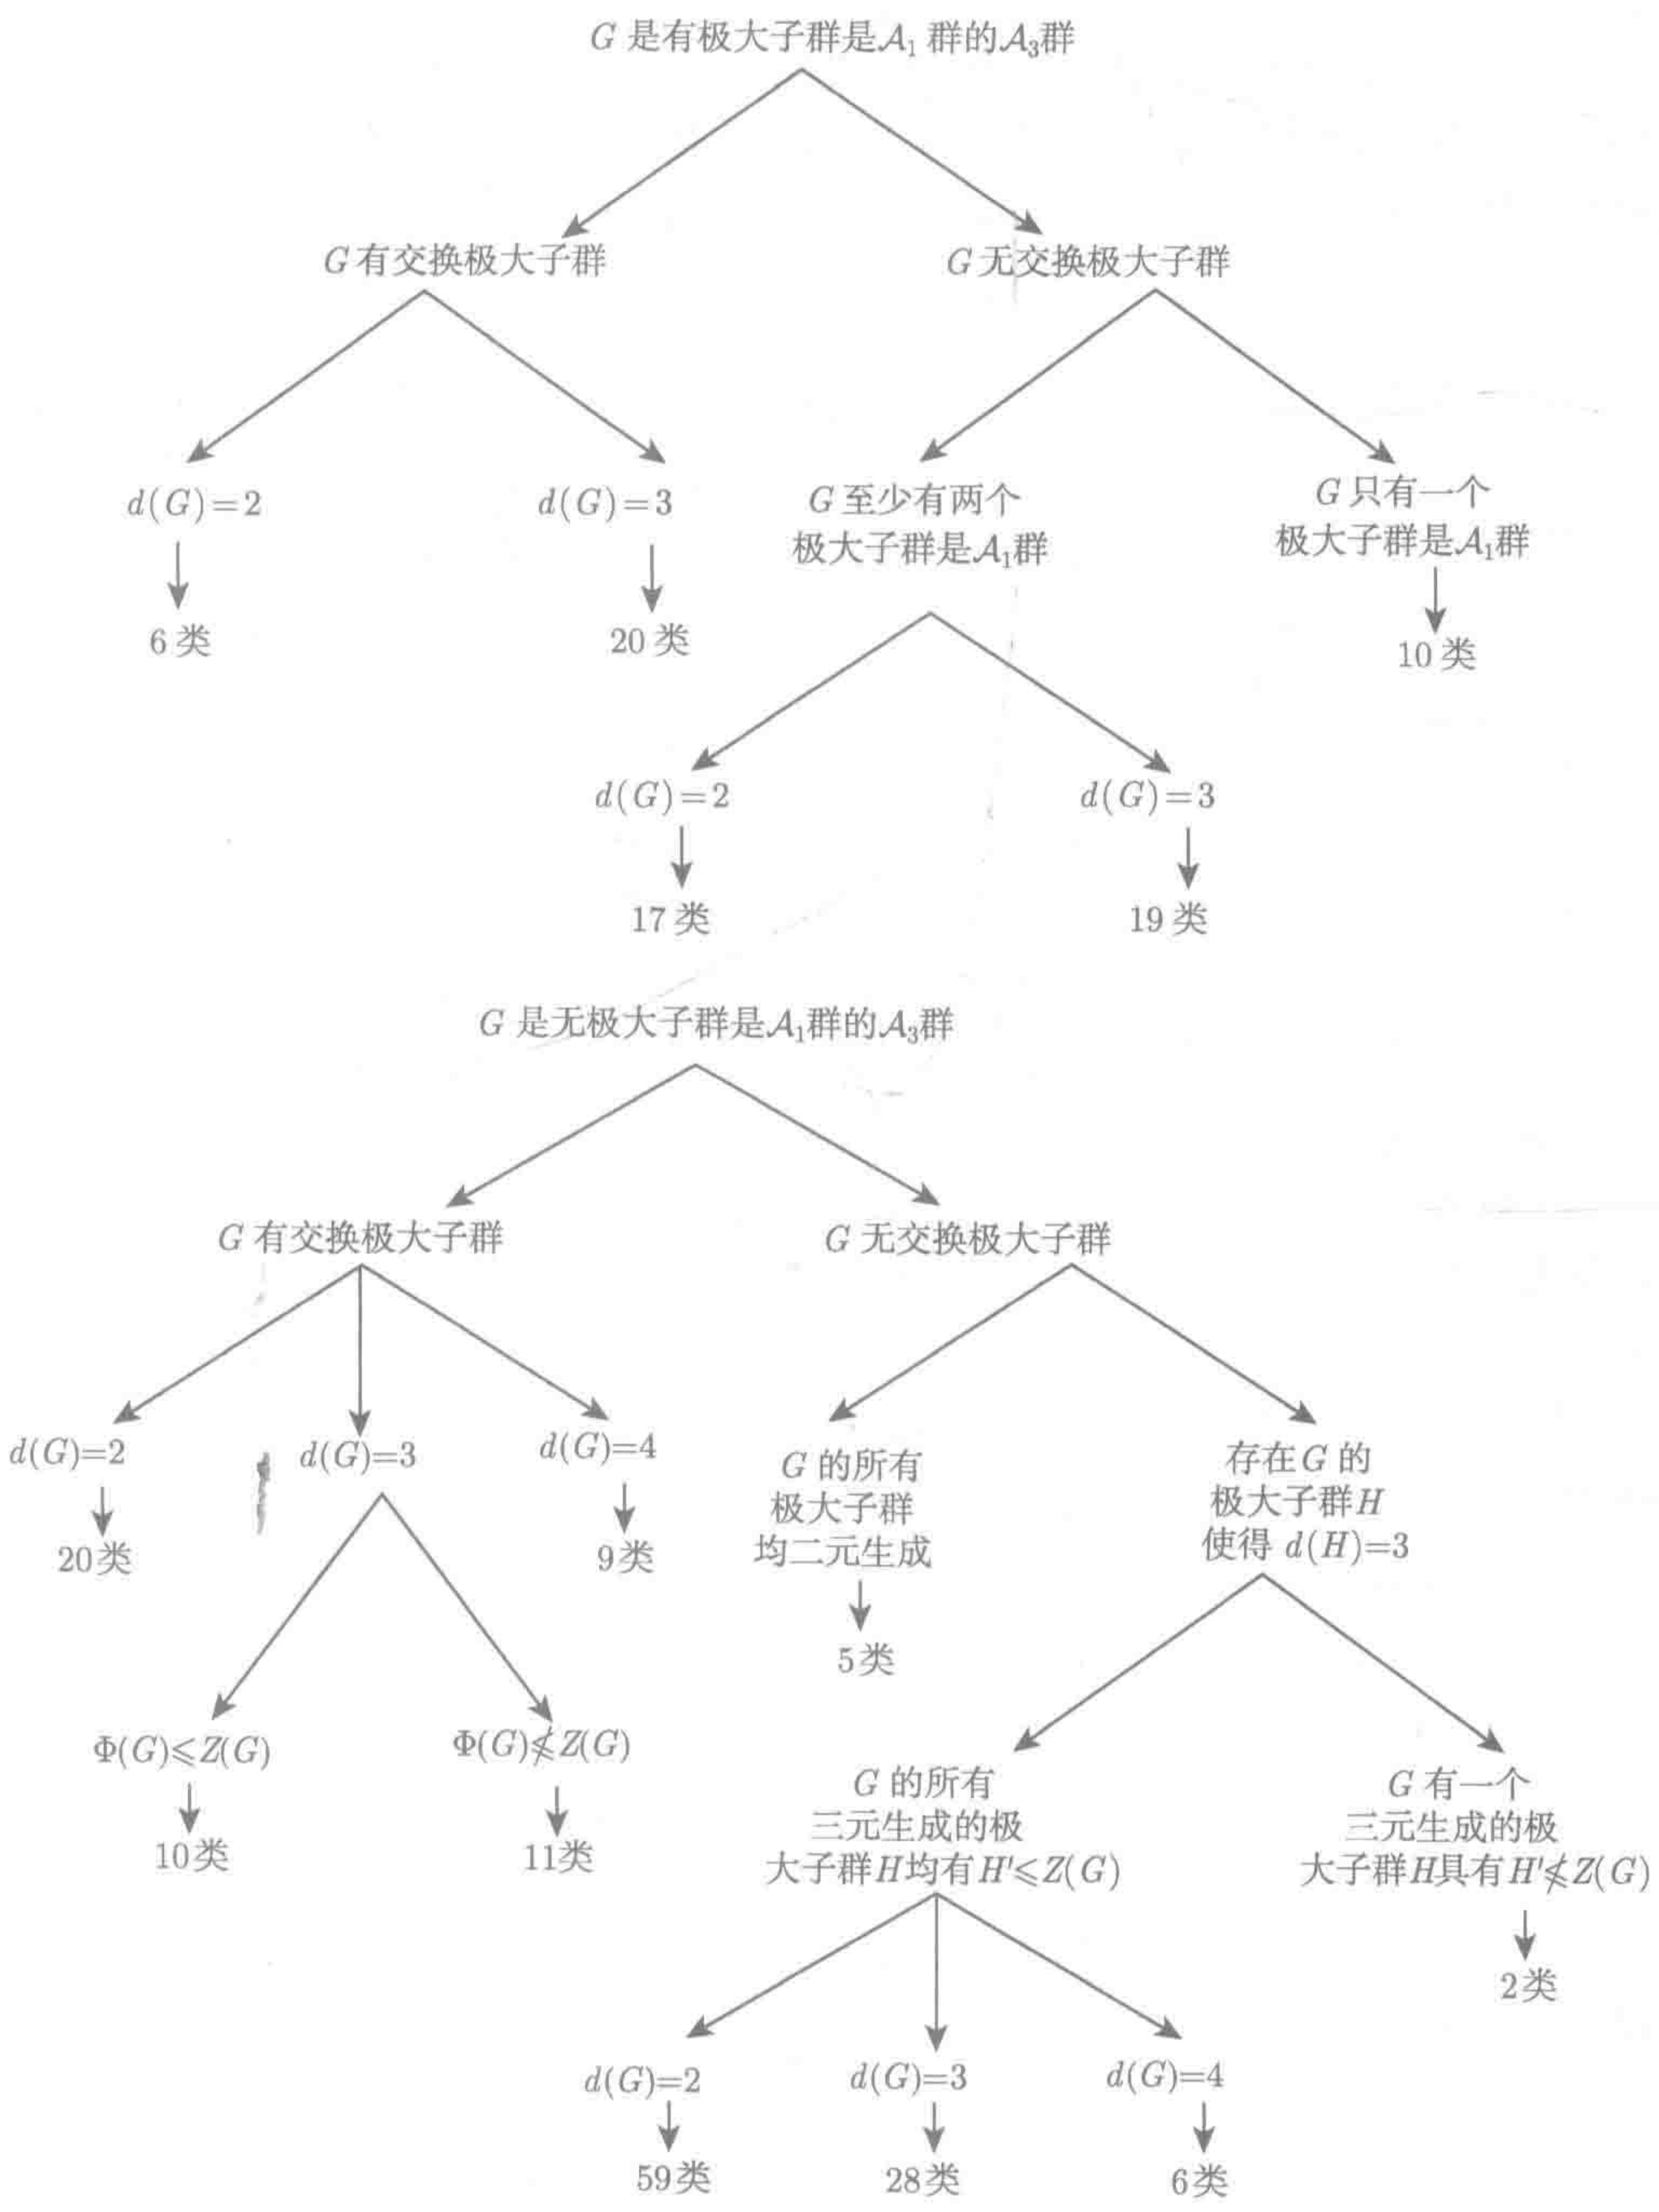 G 是有极大子群是𝒜₁ 群的𝒜₃群
G 有交换极大子群
G 无交换极大子群
d(G)=2
d(G)=3
G 至少有两个
极大子群是𝒜₁群
G 只有一个
极大子群是𝒜₁群
6 类
20 类
10 类
d(G)=2
d(G)=3
17 类
19 类
G 是无极大子群是𝒜₁群的𝒜₃群
G 有交换极大子群
G 无交换极大子群
d(G)=2
d(G)=3
d(G)=4
G 的所有
极大子群
均二元生成
存在G 的
极大子群H
使得 d(H)=3
20类
9类
5类
Φ(G)⩽Z(G)
Φ(G)⩽̸Z(G)
10类
11类
G 的所有
三元生成的极
大子群H均有H′⩽Z(G)
G 有一个
三元生成的极
大子群H具有H′⩽̸Z(G)
2类
d(G)=2
d(G)=3
d(G)=4
59类
28类
6类